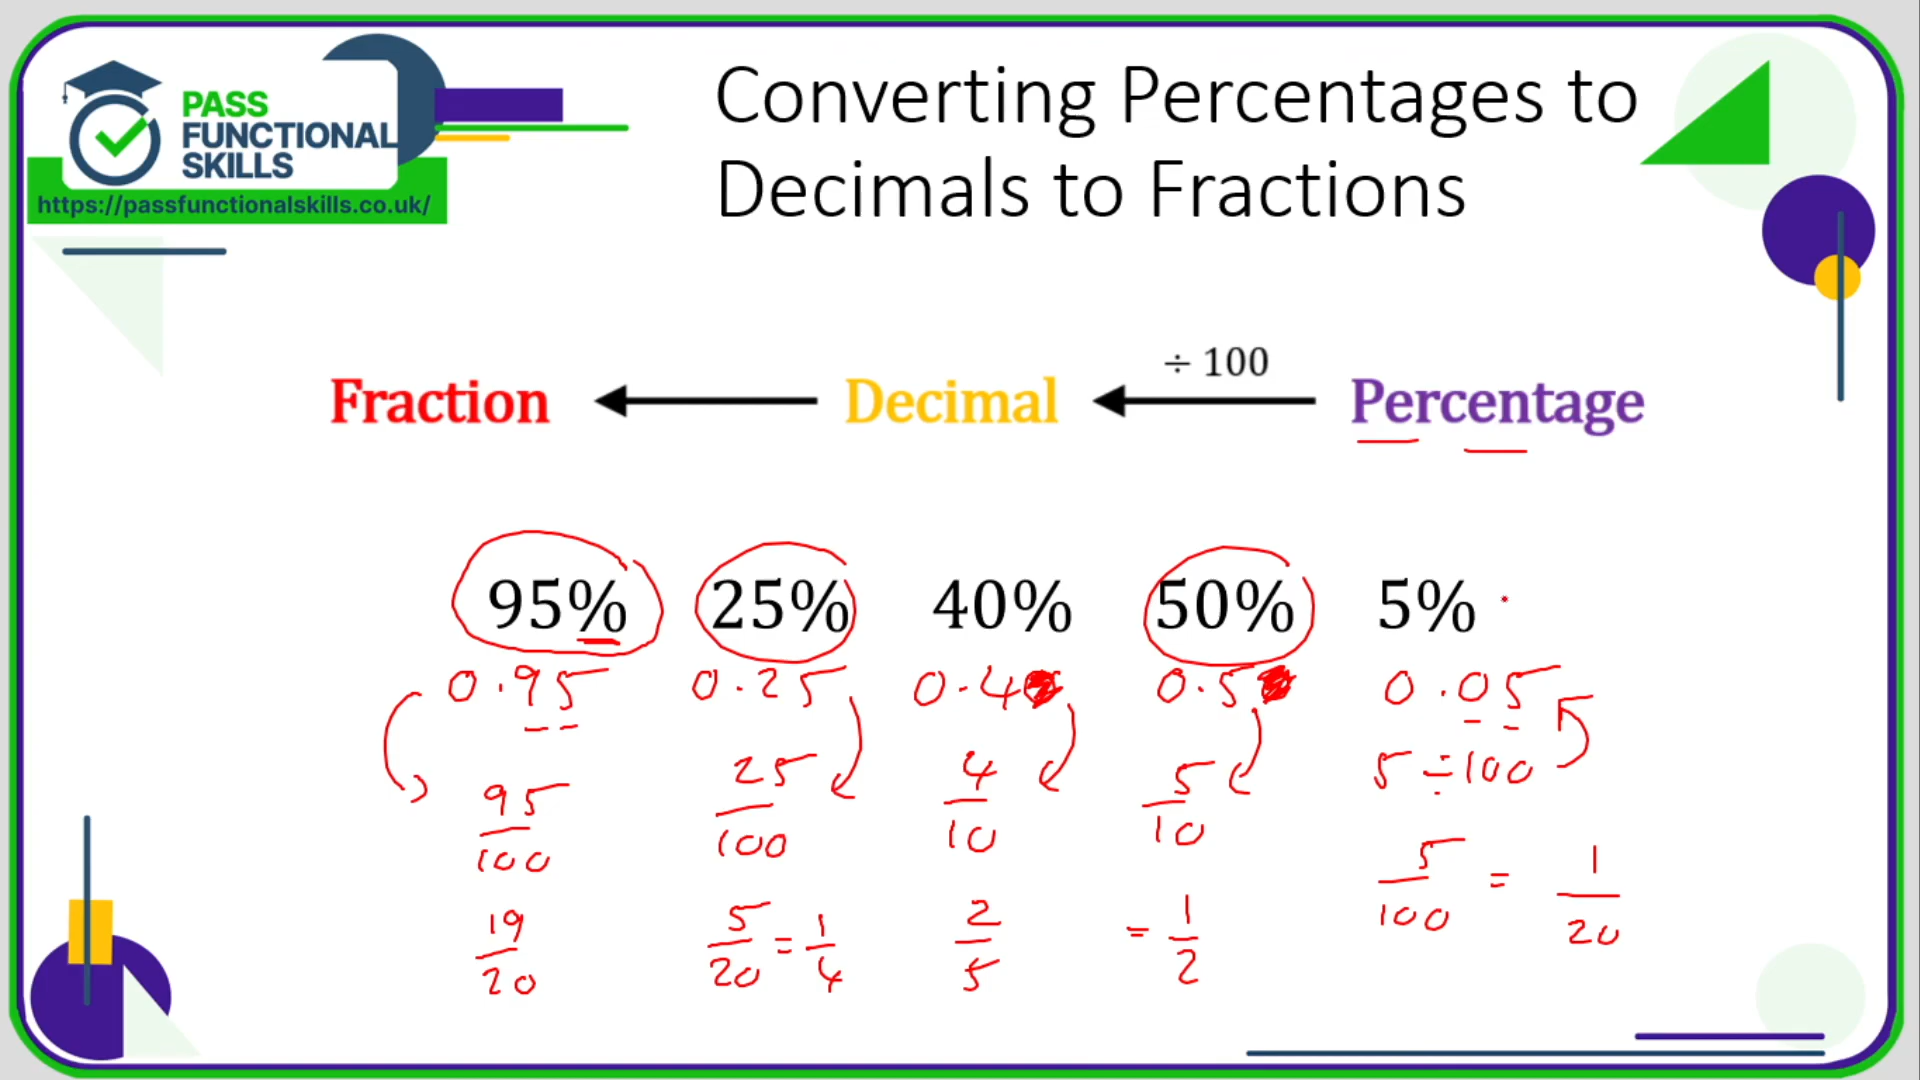 PASS
FUNCTIONAL
SKILLS
https://passfunctionalskills.co.uk/
Converting Percentages to
Decimals to Fractions
÷ 100
Fraction Decimal Percentage
95% 25% 40% 50% 5%
0.95 0.25 0.4 0.5 0.05
95/100 25/100 4/10 5/10 5÷100
19/20 5/20 = 1/4 2/5 = 1/2 5/100 = 1/20